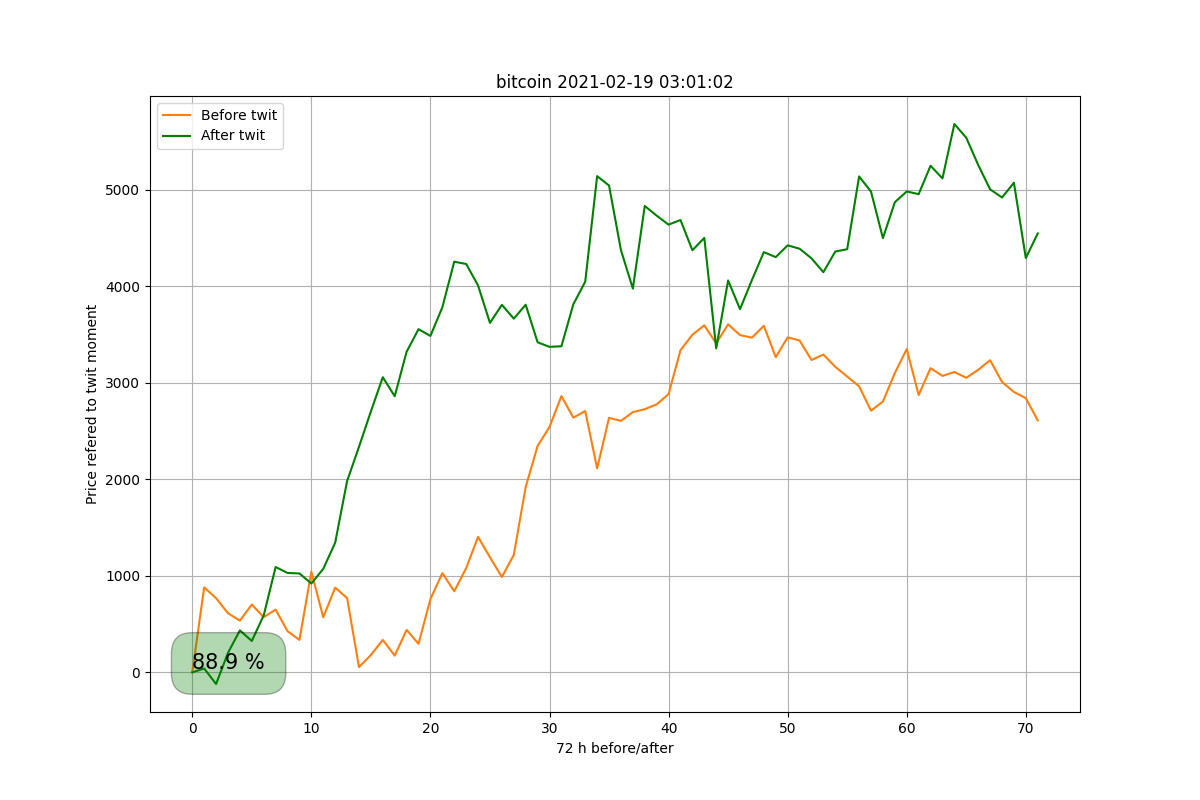 bitcoin 2021-02-19 03:01:02
Before twit
After twit
5000
4000
3000
2000
1000
0
Price refered to twit moment
88.9 %
0 10 20 30 40 50 60 70
72 h before/after